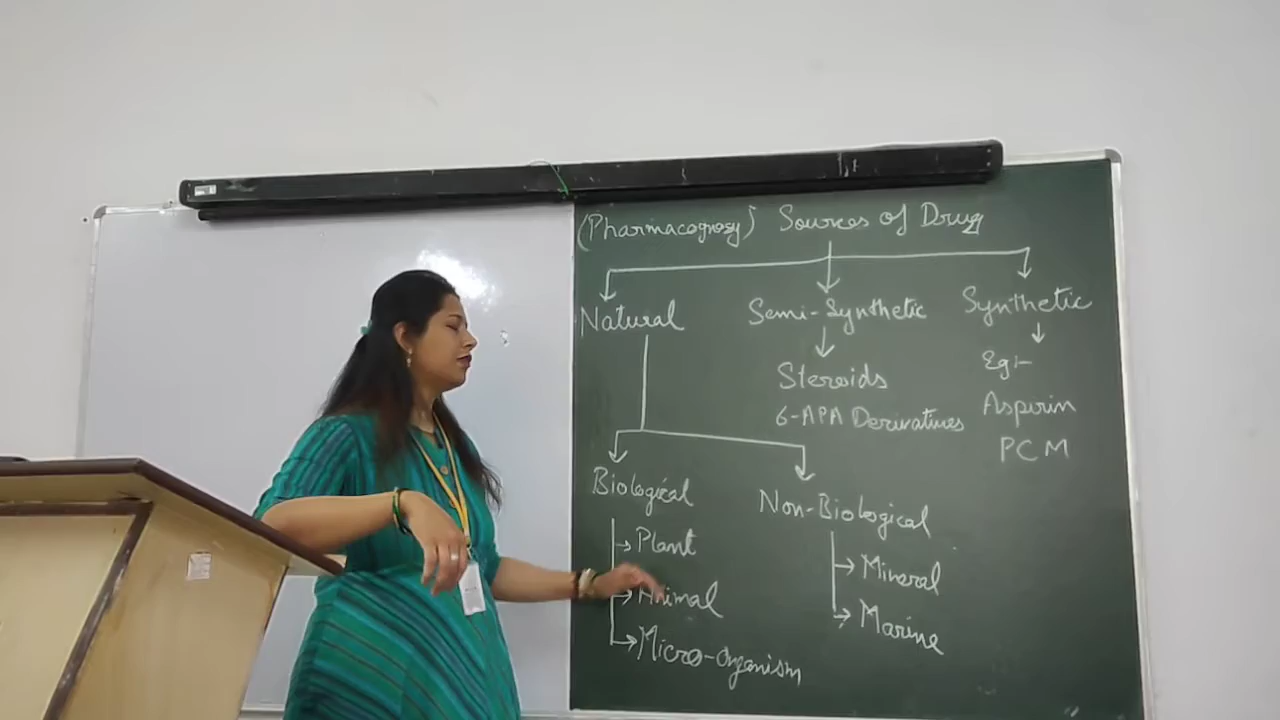 (Pharmacognosy) Sources of Drug
Natural
Semi-Synthetic
Synthetic
Steroids
6-APA Derivatives
Eg:-
Aspirin
PCM
Biological
Plant
Animal
Micro-Organism
Non-Biological
Mineral
Marine